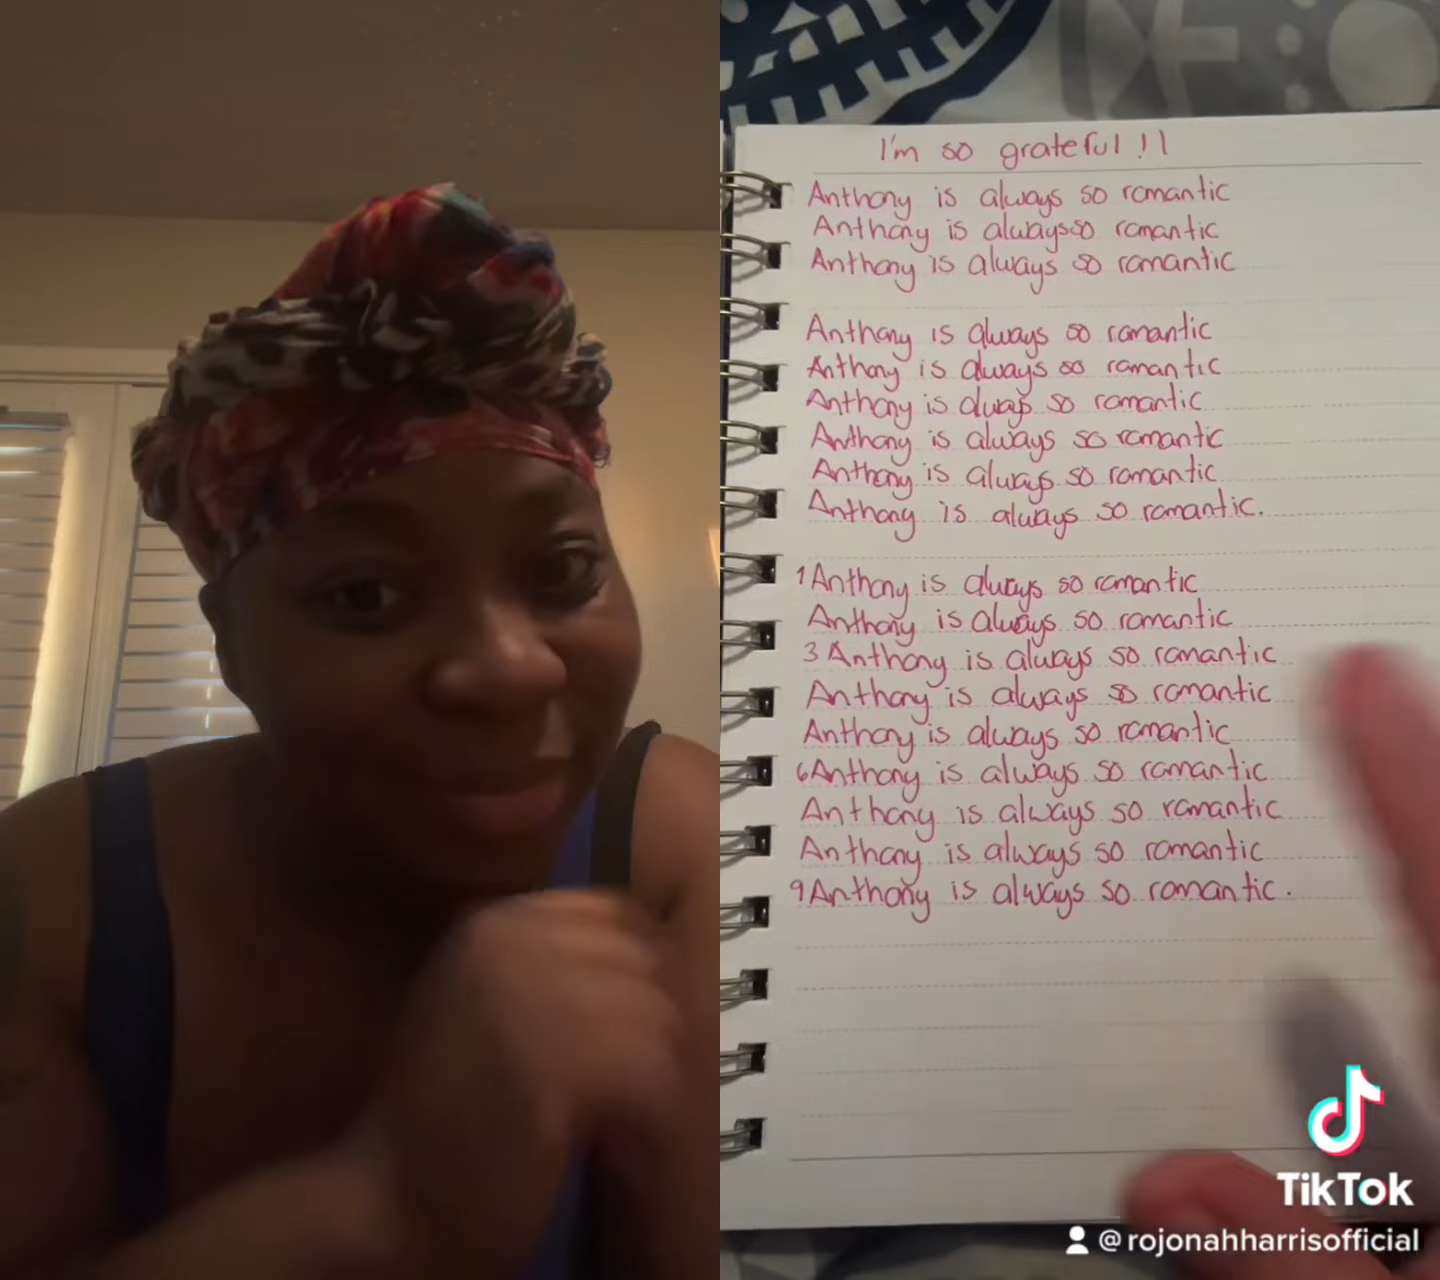 I'm so grateful!!
Anthony is always so romantic
Anthony is always so romantic
Anthony is always so romantic
Anthony is always so romantic
Anthony is always so romantic
Anthony is always so romantic
Anthony is always so romantic
Anthony is always so romantic
Anthony is always so romantic.
1 Anthony is always so romantic
Anthony is always so romantic
3 Anthony is always so romantic
Anthony is always so romantic
Anthony is always so romantic
6 Anthony is always so romantic
Anthony is always so romantic
Anthony is always so romantic
9 Anthony is always so romantic.
TikTok
@rojonahharrisofficial